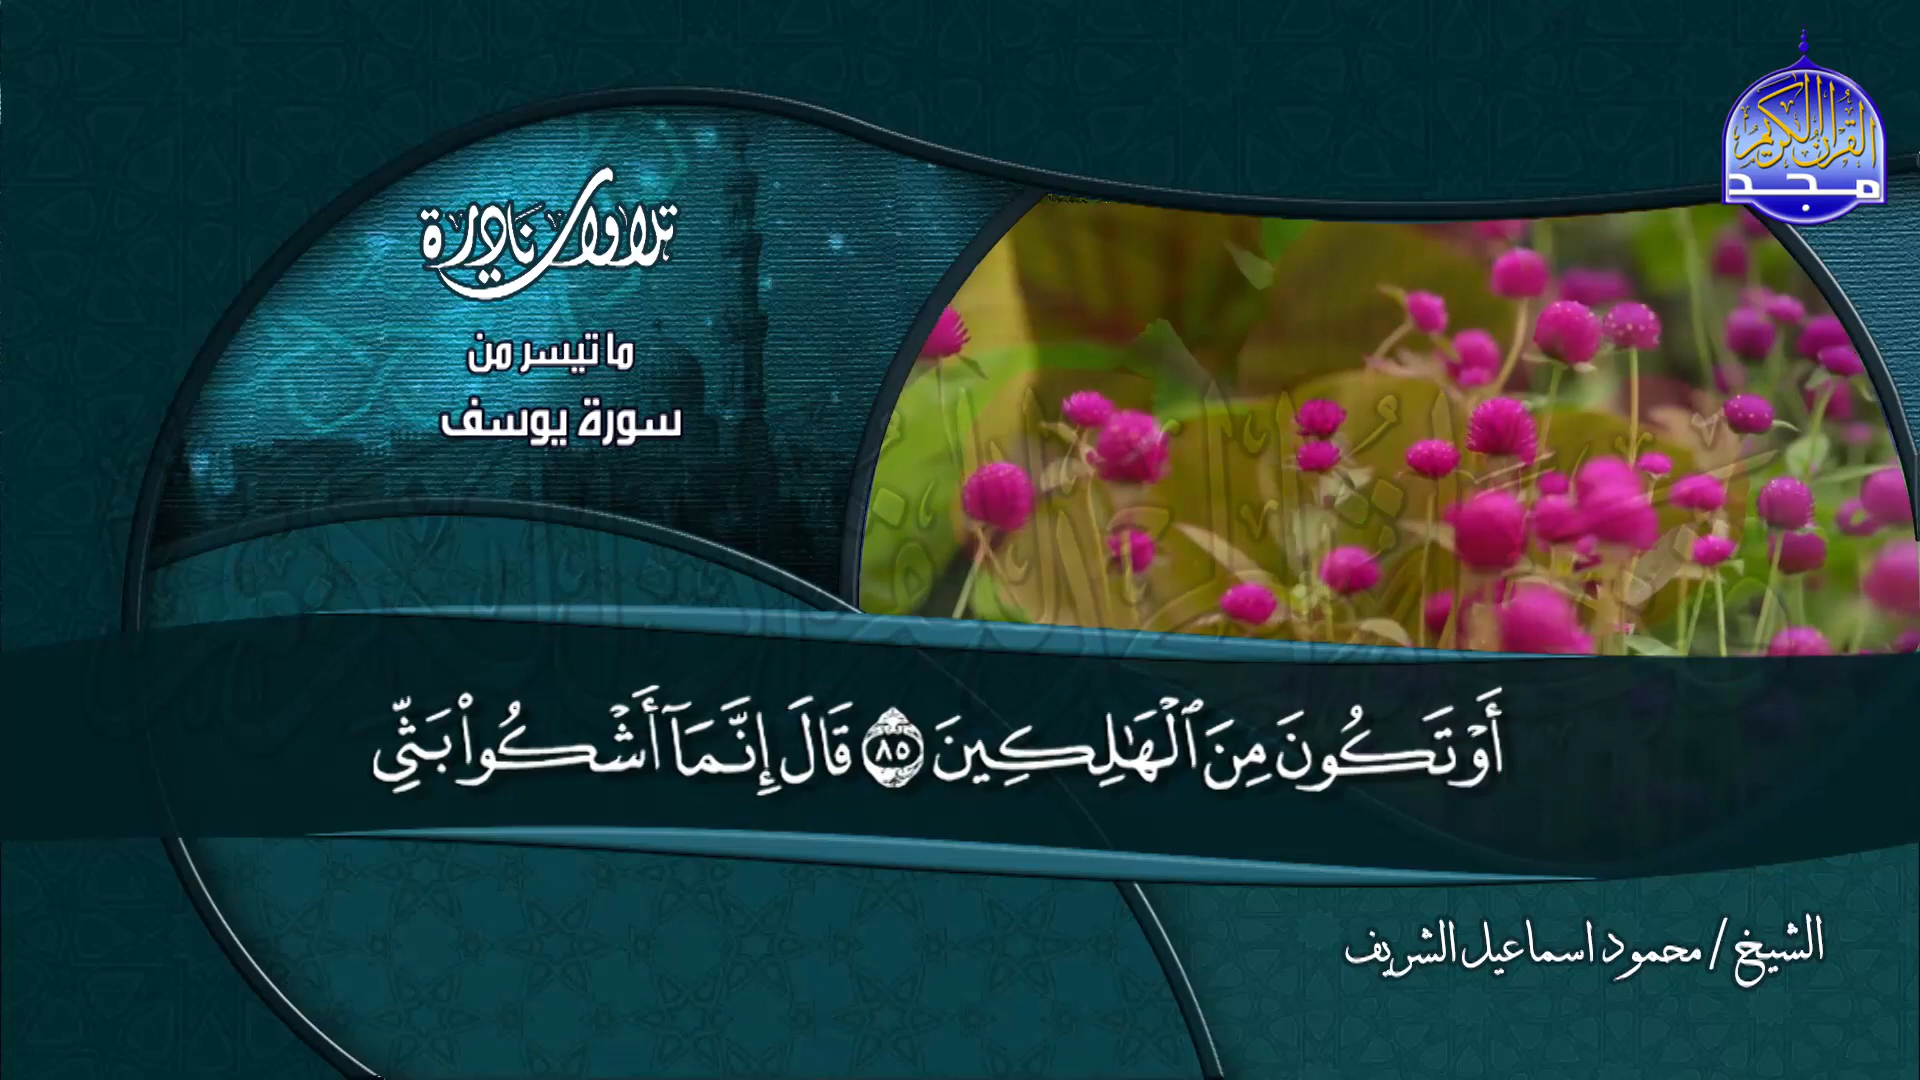 القرآن الكريم
مجد
تلاوات نادرة
ما تيسر من
سورة يوسف
أَوْ تَكُونَ مِنَ ٱلْهَٰلِكِينَ ٨٥ قَالَ إِنَّمَآ أَشْكُوا۟ بَثِّى
الشيخ / محمود اسماعيل الشريف